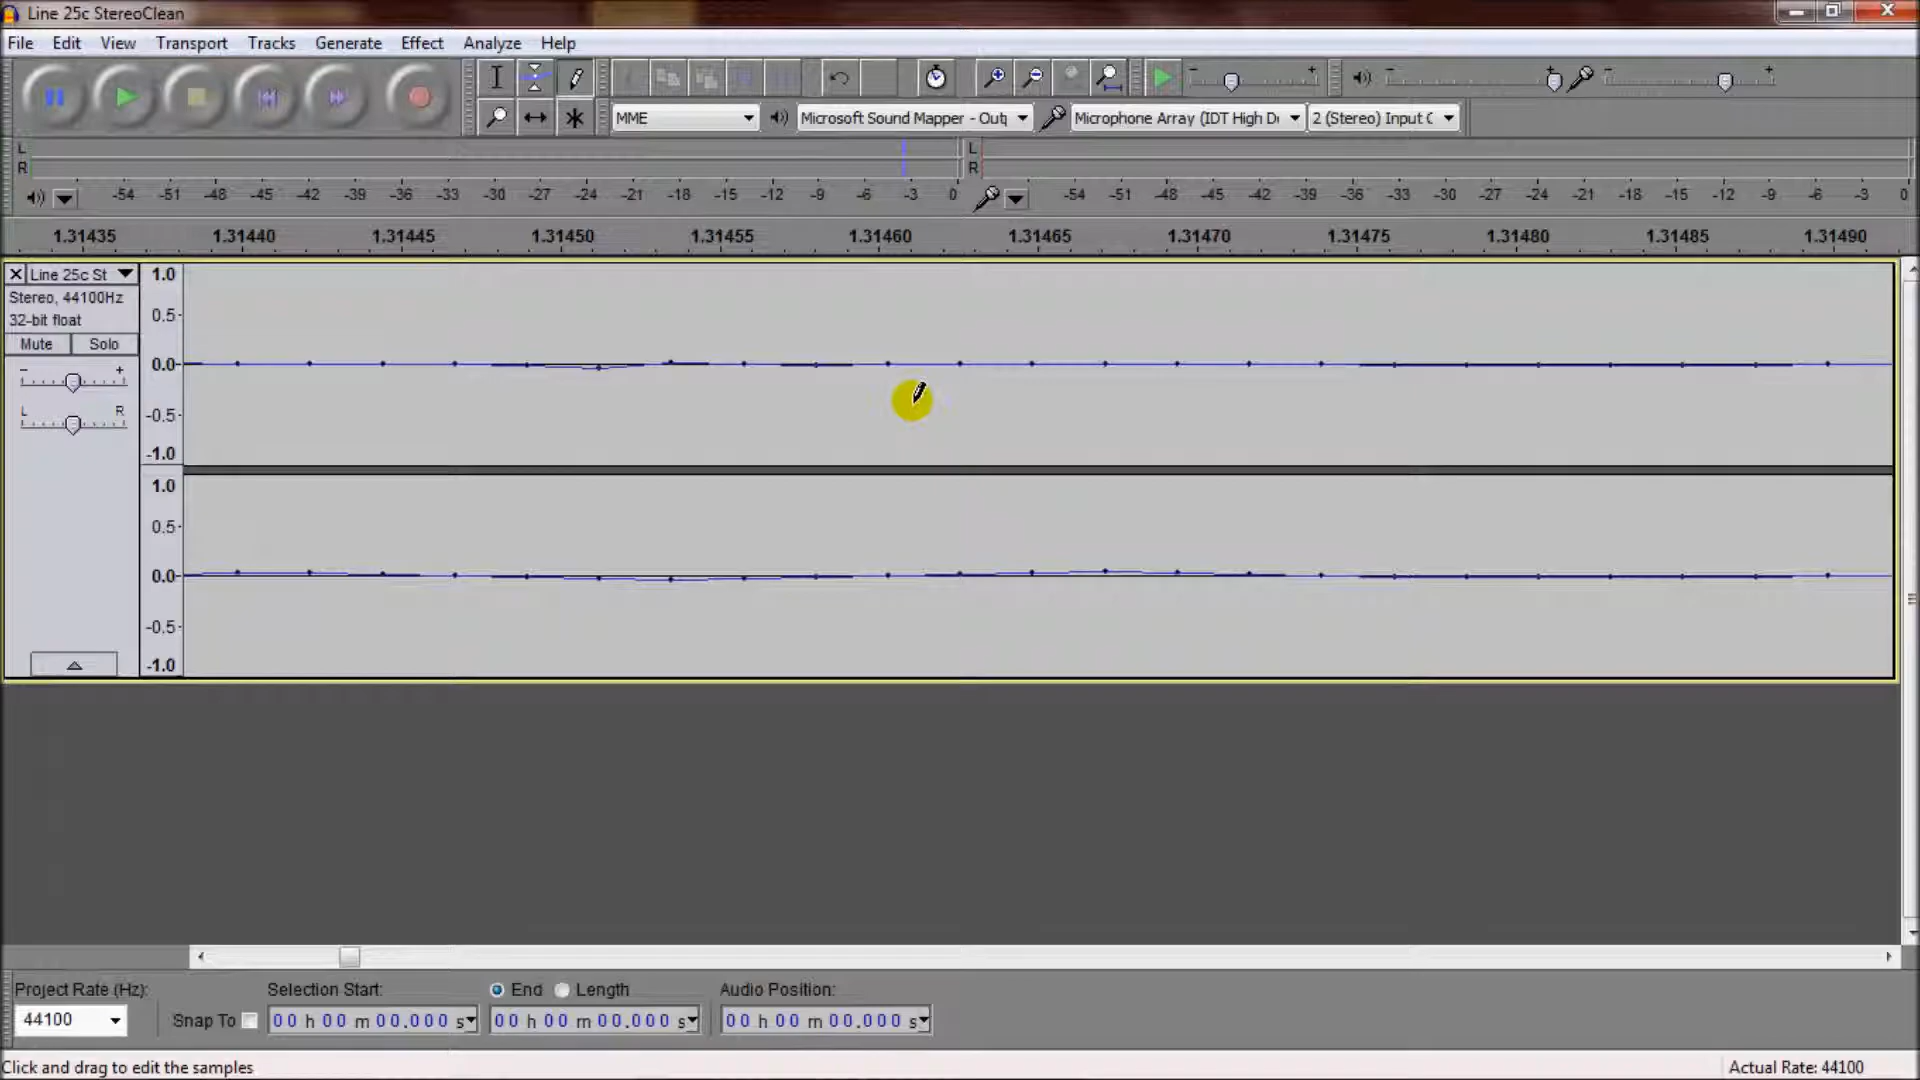 Line 25c StereoClean
File Edit View Transport Tracks Generate Effect Analyze Help
MME Microsoft Sound Mapper - Outp Microphone Array (IDT High De 2 (Stereo) Input C
L L
R R
-54 -51 -48 -45 -42 -39 -36 -33 -30 -27 -24 -21 -18 -15 -12 -9 -6 -3 0 -54 -51 -48 -45 -42 -39 -36 -33 -30 -27 -24 -21 -18 -15 -12 -9 -6 -3 0
1.31435 1.31440 1.31445 1.31450 1.31455 1.31460 1.31465 1.31470 1.31475 1.31480 1.31485 1.31490
Line 25c St 1.0
Stereo, 44100Hz
32-bit float 0.5
Mute Solo
0.0
- +
L R
-0.5
-1.0
1.0
0.5
0.0
-0.5
-1.0
Project Rate (Hz): Selection Start: End Length Audio Position:
44100 Snap To 00 h 00 m 00.000 s 00 h 00 m 00.000 s 00 h 00 m 00.000 s
Click and drag to edit the samples Actual Rate: 44100